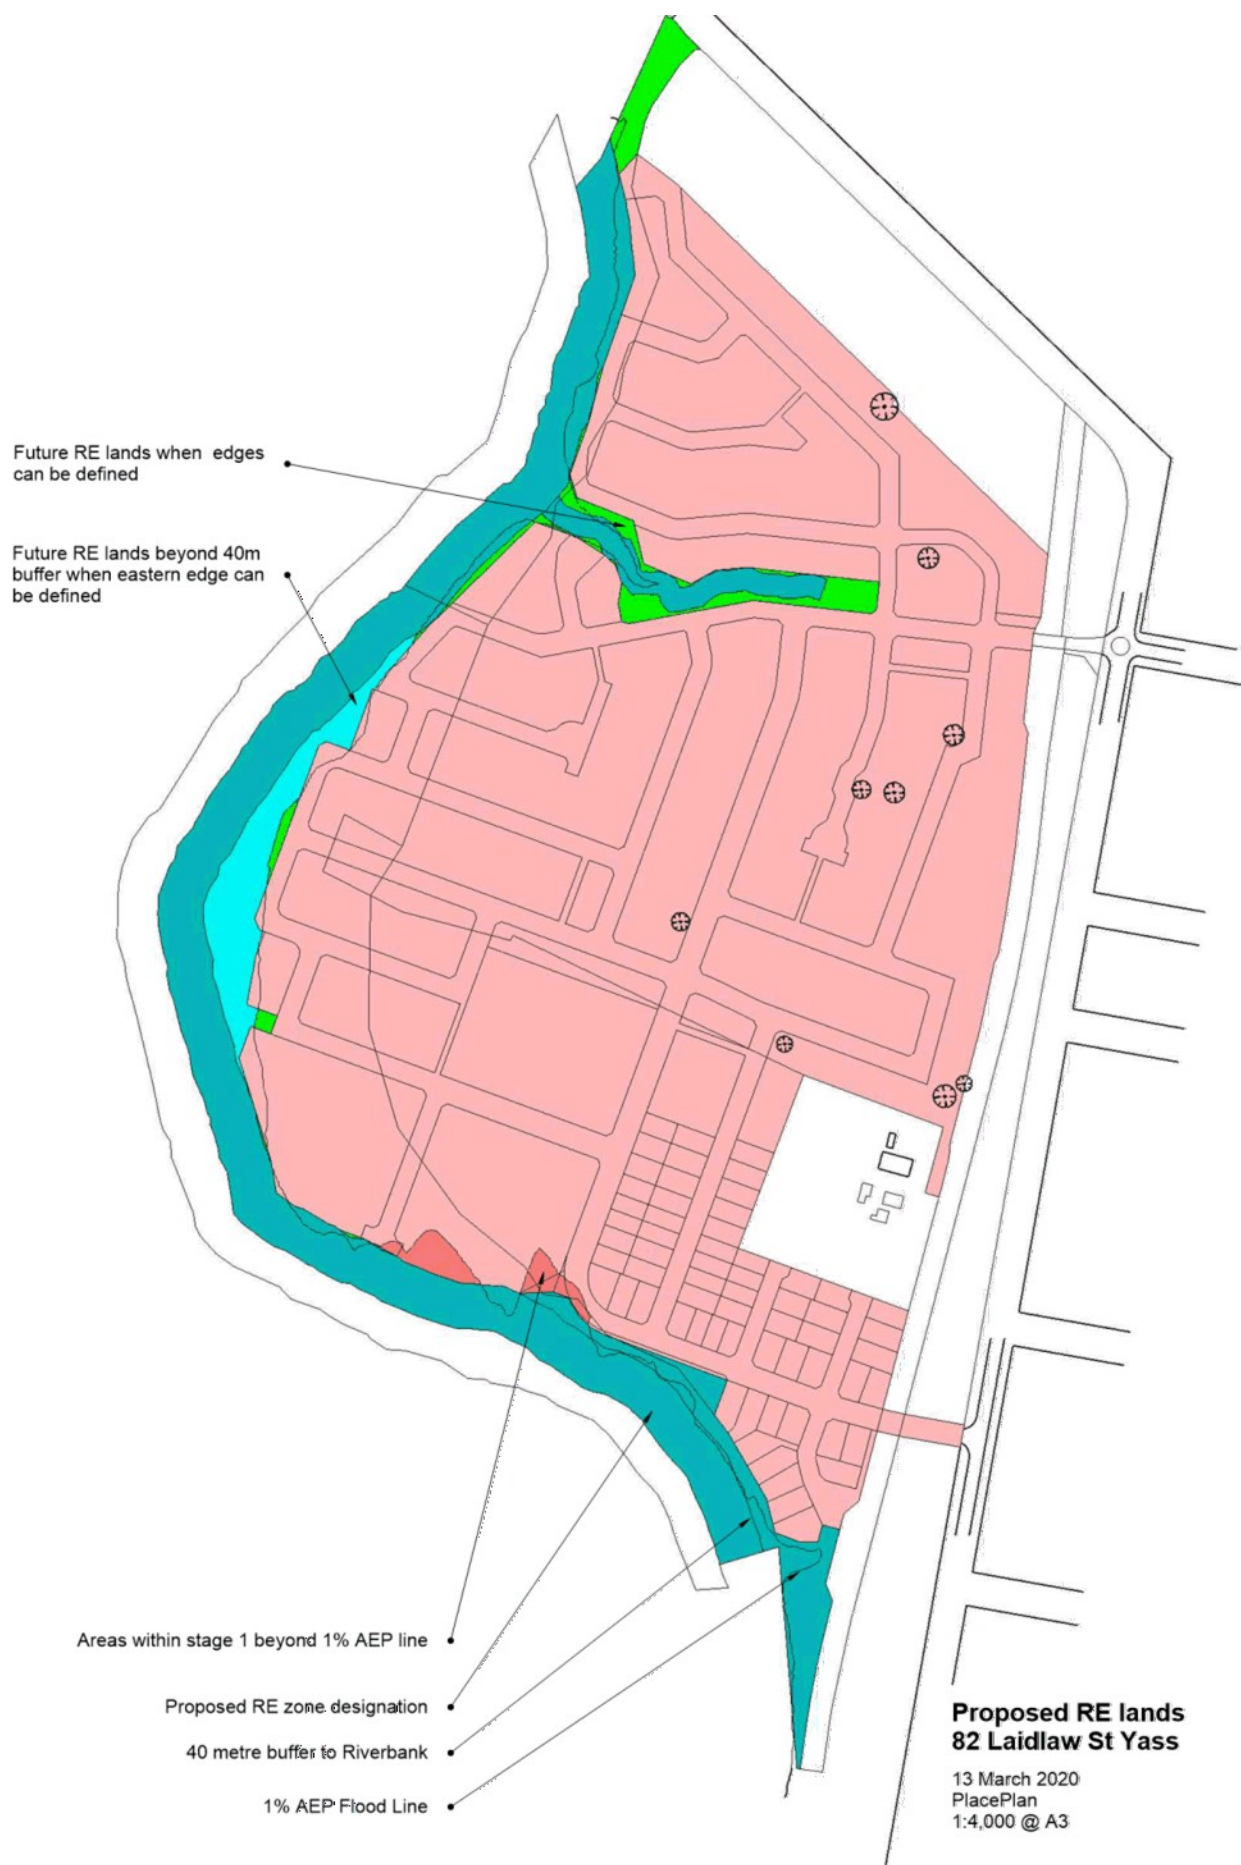 Future RE lands when edges
can be defined
Future RE lands beyond 40m
buffer when eastern edge can
be defined
Areas within stage 1 beyond 1% AEP line
Proposed RE zone designation
40 metre buffer to Riverbank
1% AEP Flood Line
Proposed RE lands
82 Laidlaw St Yass
13 March 2020
PlacePlan
1:4,000 @ A3